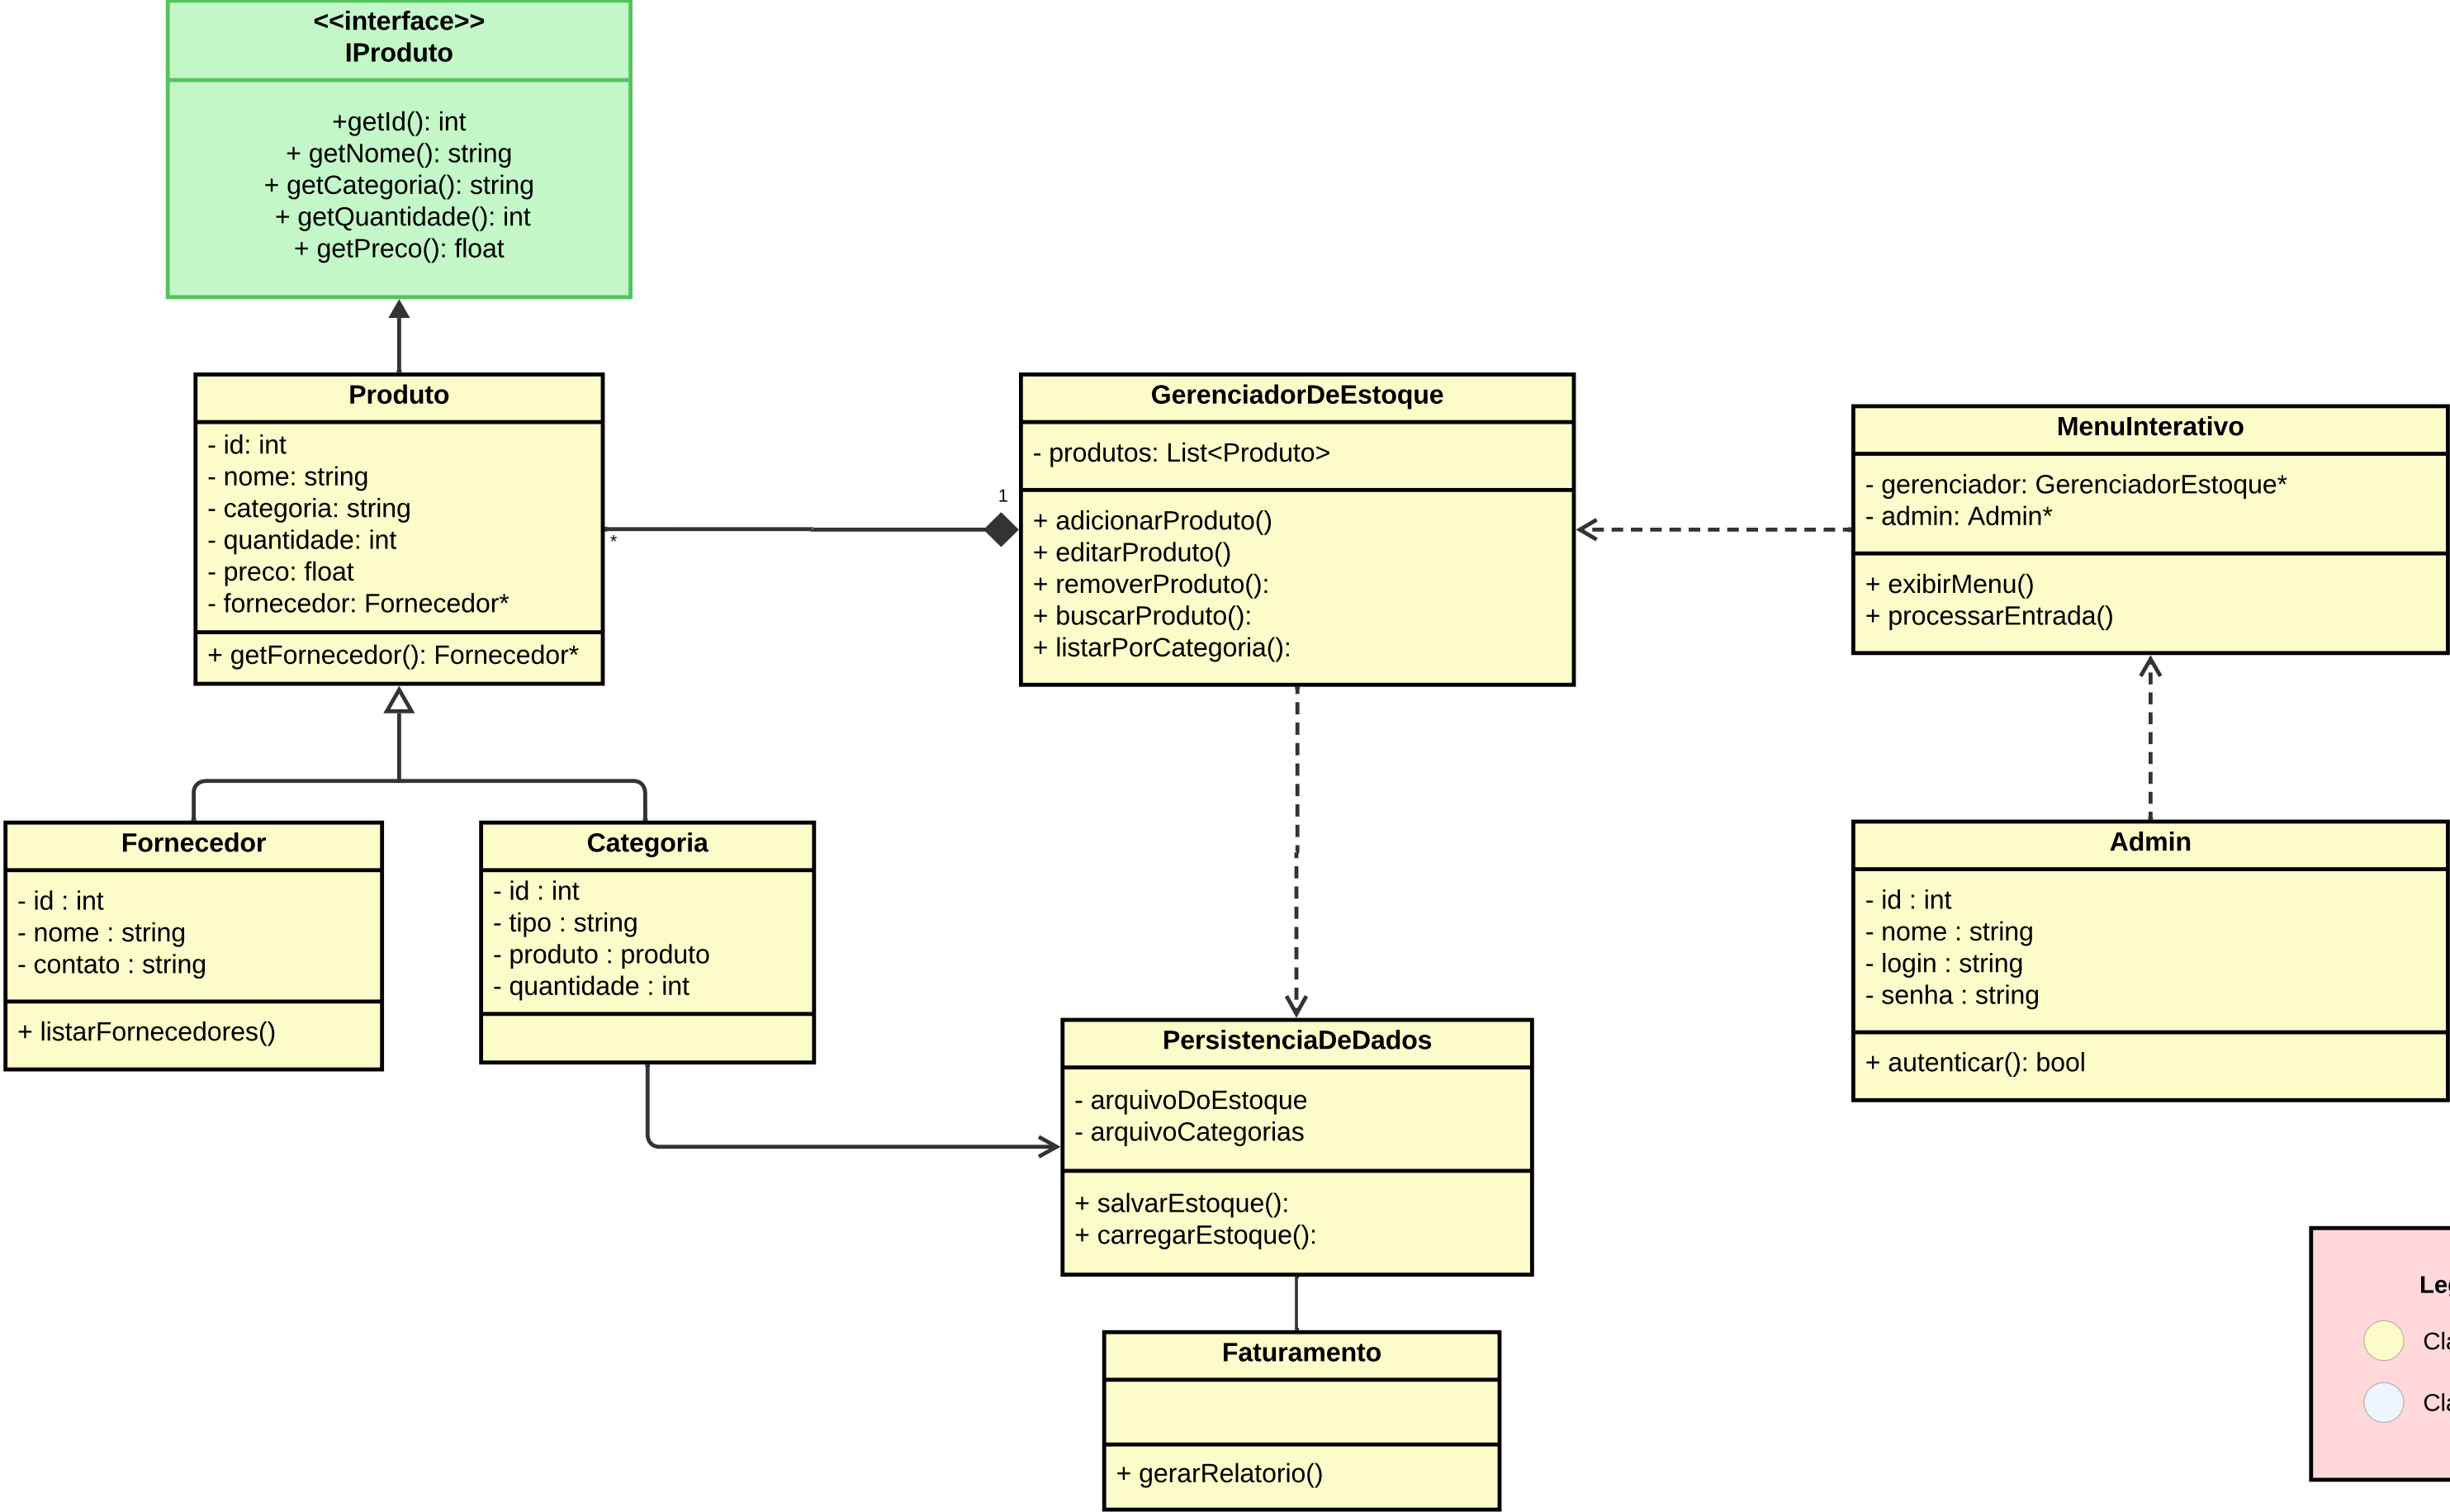 <<interface>>
IProduto
+getId(): int
+ getNome(): string
+ getCategoria(): string
+ getQuantidade(): int
+ getPreco(): float
Produto
- id: int
- nome: string
- categoria: string
- quantidade: int
- preco: float
- fornecedor: Fornecedor*
+ getFornecedor(): Fornecedor*
*
1
GerenciadorDeEstoque
- produtos: List<Produto>
+ adicionarProduto()
+ editarProduto()
+ removerProduto():
+ buscarProduto():
+ listarPorCategoria():
MenuInterativo
- gerenciador: GerenciadorEstoque*
- admin: Admin*
+ exibirMenu()
+ processarEntrada()
Fornecedor
- id : int
- nome : string
- contato : string
+ listarFornecedores()
Categoria
- id : int
- tipo : string
- produto : produto
- quantidade : int
Admin
- id : int
- nome : string
- login : string
- senha : string
+ autenticar(): bool
PersistenciaDeDados
- arquivoDoEstoque
- arquivoCategorias
+ salvarEstoque():
+ carregarEstoque():
Faturamento
+ gerarRelatorio()